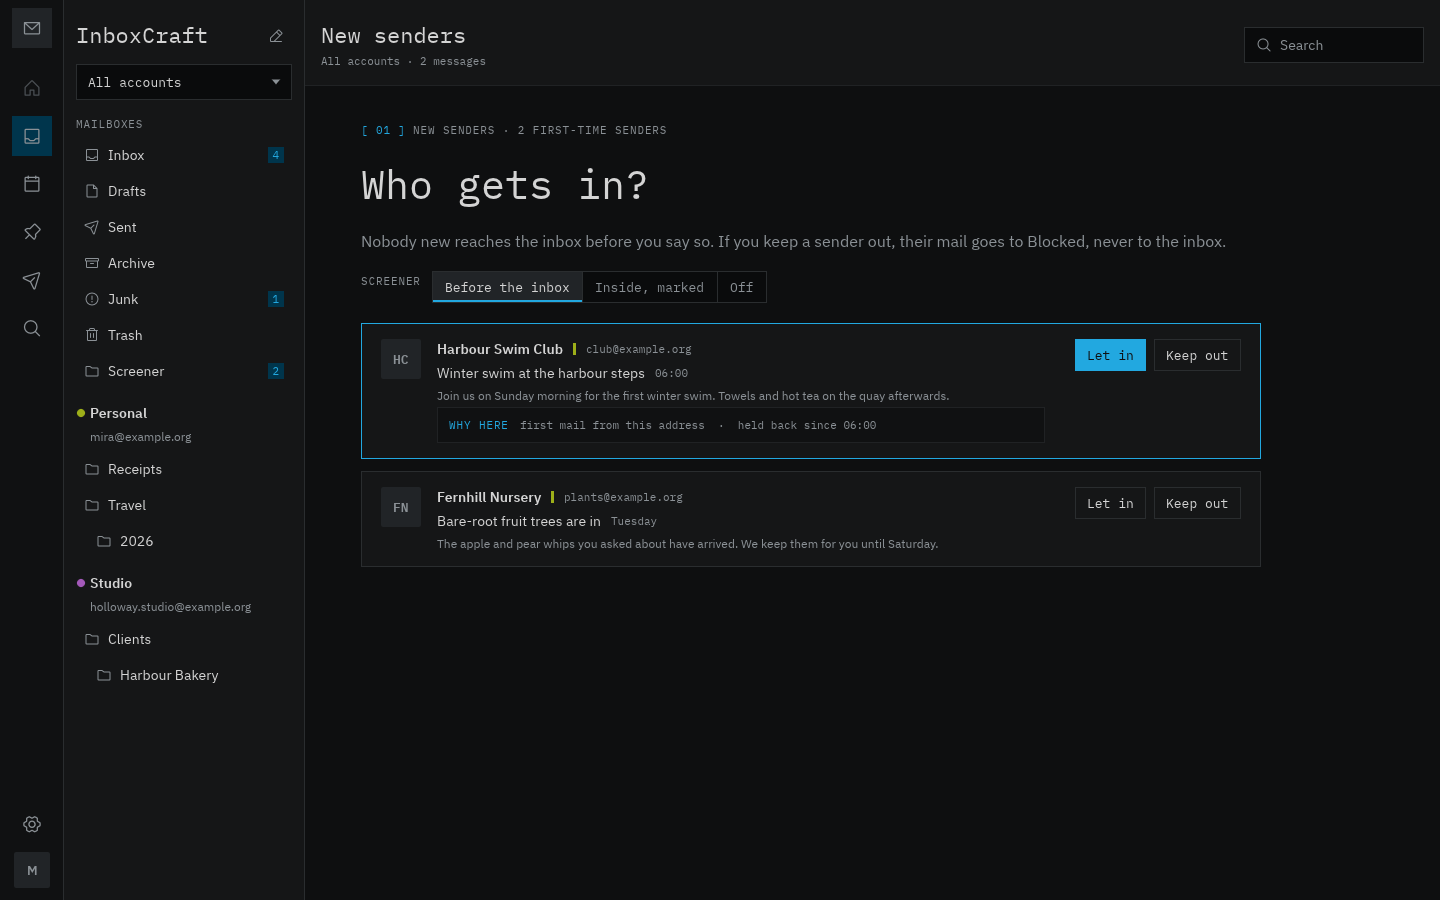 InboxCraft
All accounts
MAILBOXES
Inbox 4
Drafts
Sent
Archive
Junk 1
Trash
Screener 2
Personal
mira@example.org
Receipts
Travel
2026
Studio
holloway.studio@example.org
Clients
Harbour Bakery
M
New senders
All accounts · 2 messages
Search
[ 01 ] NEW SENDERS · 2 FIRST-TIME SENDERS
Who gets in?
Nobody new reaches the inbox before you say so. If you keep a sender out, their mail goes to Blocked, never to the inbox.
SCREENER Before the inbox Inside, marked Off
HC Harbour Swim Club club@example.org Let in Keep out
Winter swim at the harbour steps 06:00
Join us on Sunday morning for the first winter swim. Towels and hot tea on the quay afterwards.
WHY HERE first mail from this address · held back since 06:00
FN Fernhill Nursery plants@example.org Let in Keep out
Bare-root fruit trees are in Tuesday
The apple and pear whips you asked about have arrived. We keep them for you until Saturday.